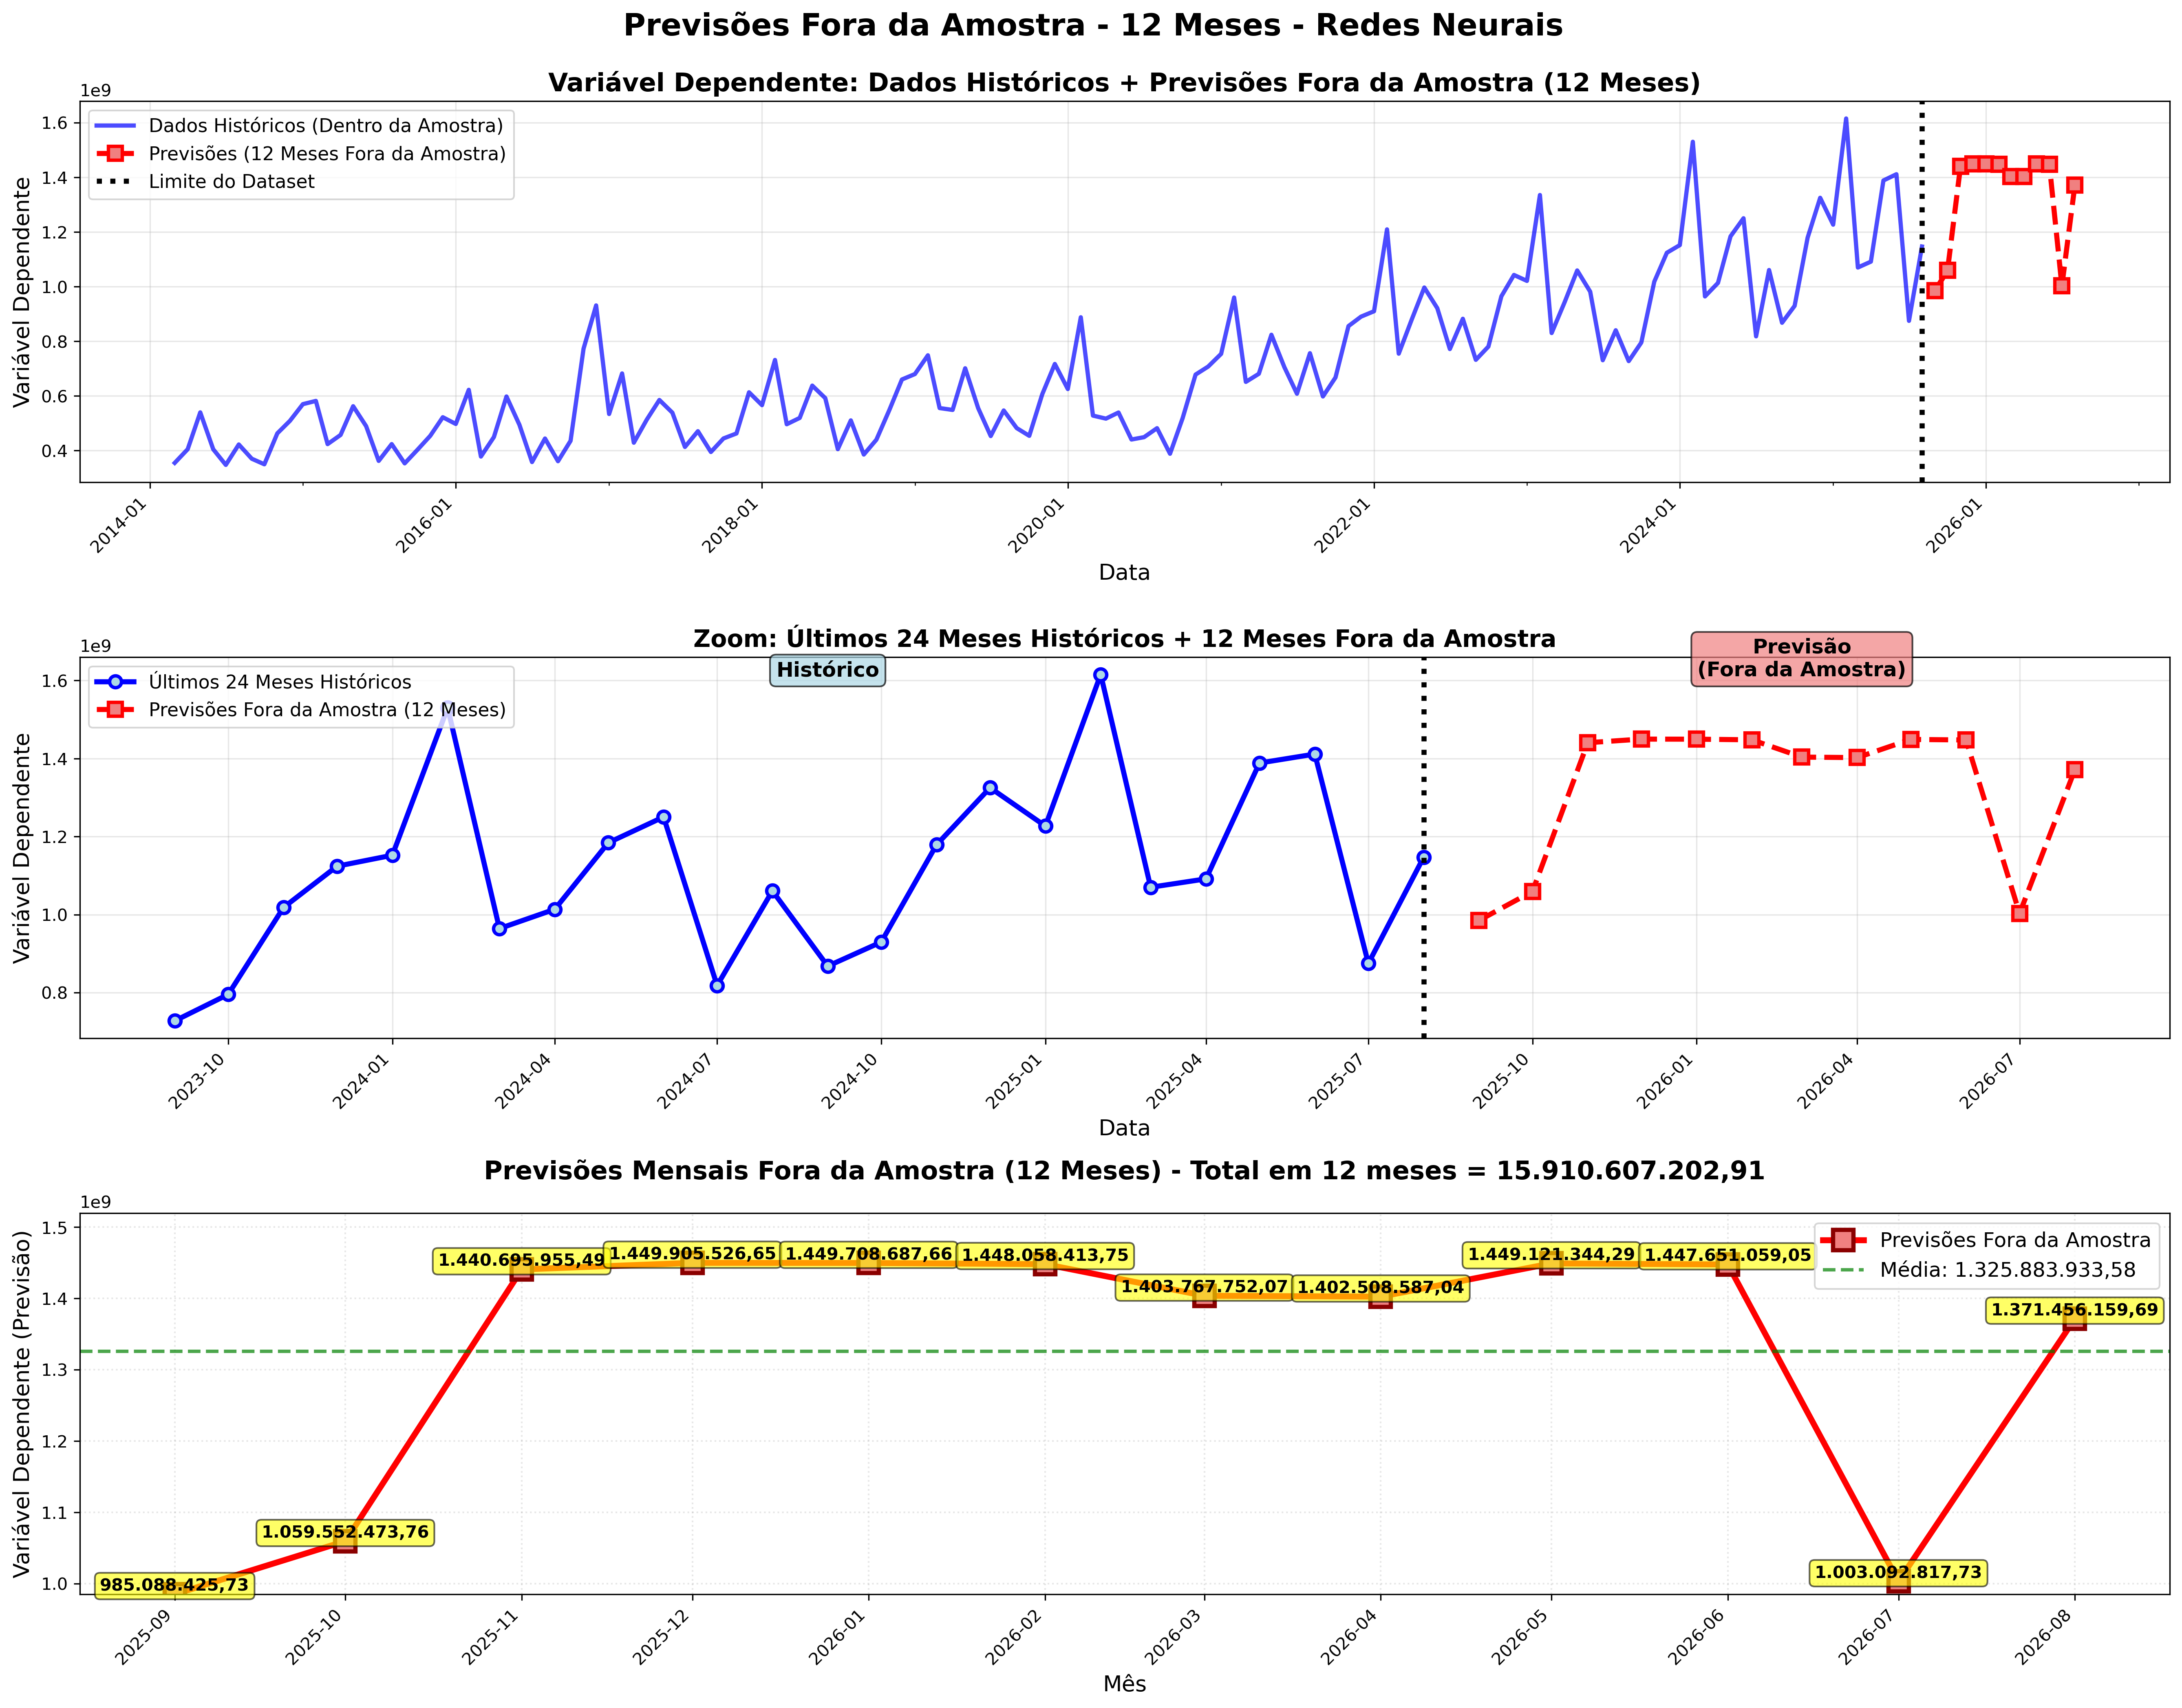 Previsões Fora da Amostra - 12 Meses - Redes Neurais
Variável Dependente: Dados Históricos + Previsões Fora da Amostra (12 Meses)
1e9
Dados Históricos (Dentro da Amostra)
Previsões (12 Meses Fora da Amostra)
Limite do Dataset
Variável Dependente
1.6
1.4
1.2
1.0
0.8
0.6
0.4
2014-01
2016-01
2018-01
2020-01
2022-01
2024-01
2026-01
Data
Zoom: Últimos 24 Meses Históricos + 12 Meses Fora da Amostra
1e9
Histórico
Previsão
(Fora da Amostra)
Últimos 24 Meses Históricos
Previsões Fora da Amostra (12 Meses)
Variável Dependente
1.6
1.4
1.2
1.0
0.8
2023-10
2024-01
2024-04
2024-07
2024-10
2025-01
2025-04
2025-07
2025-10
2026-01
2026-04
2026-07
Data
Previsões Mensais Fora da Amostra (12 Meses) - Total em 12 meses = 15.910.607.202,91
1e9
Previsões Fora da Amostra
Média: 1.325.883.933,58
Variável Dependente (Previsão)
1.5
1.4
1.3
1.2
1.1
1.0
985.088.425,73
1.059.552.473,76
1.440.695.955,49
1.449.905.526,65
1.449.708.687,66
1.448.058.413,75
1.403.767.752,07
1.402.508.587,04
1.449.121.344,29
1.447.651.059,05
1.003.092.817,73
1.371.456.159,69
2025-09
2025-10
2025-11
2025-12
2026-01
2026-02
2026-03
2026-04
2026-05
2026-06
2026-07
2026-08
Mês